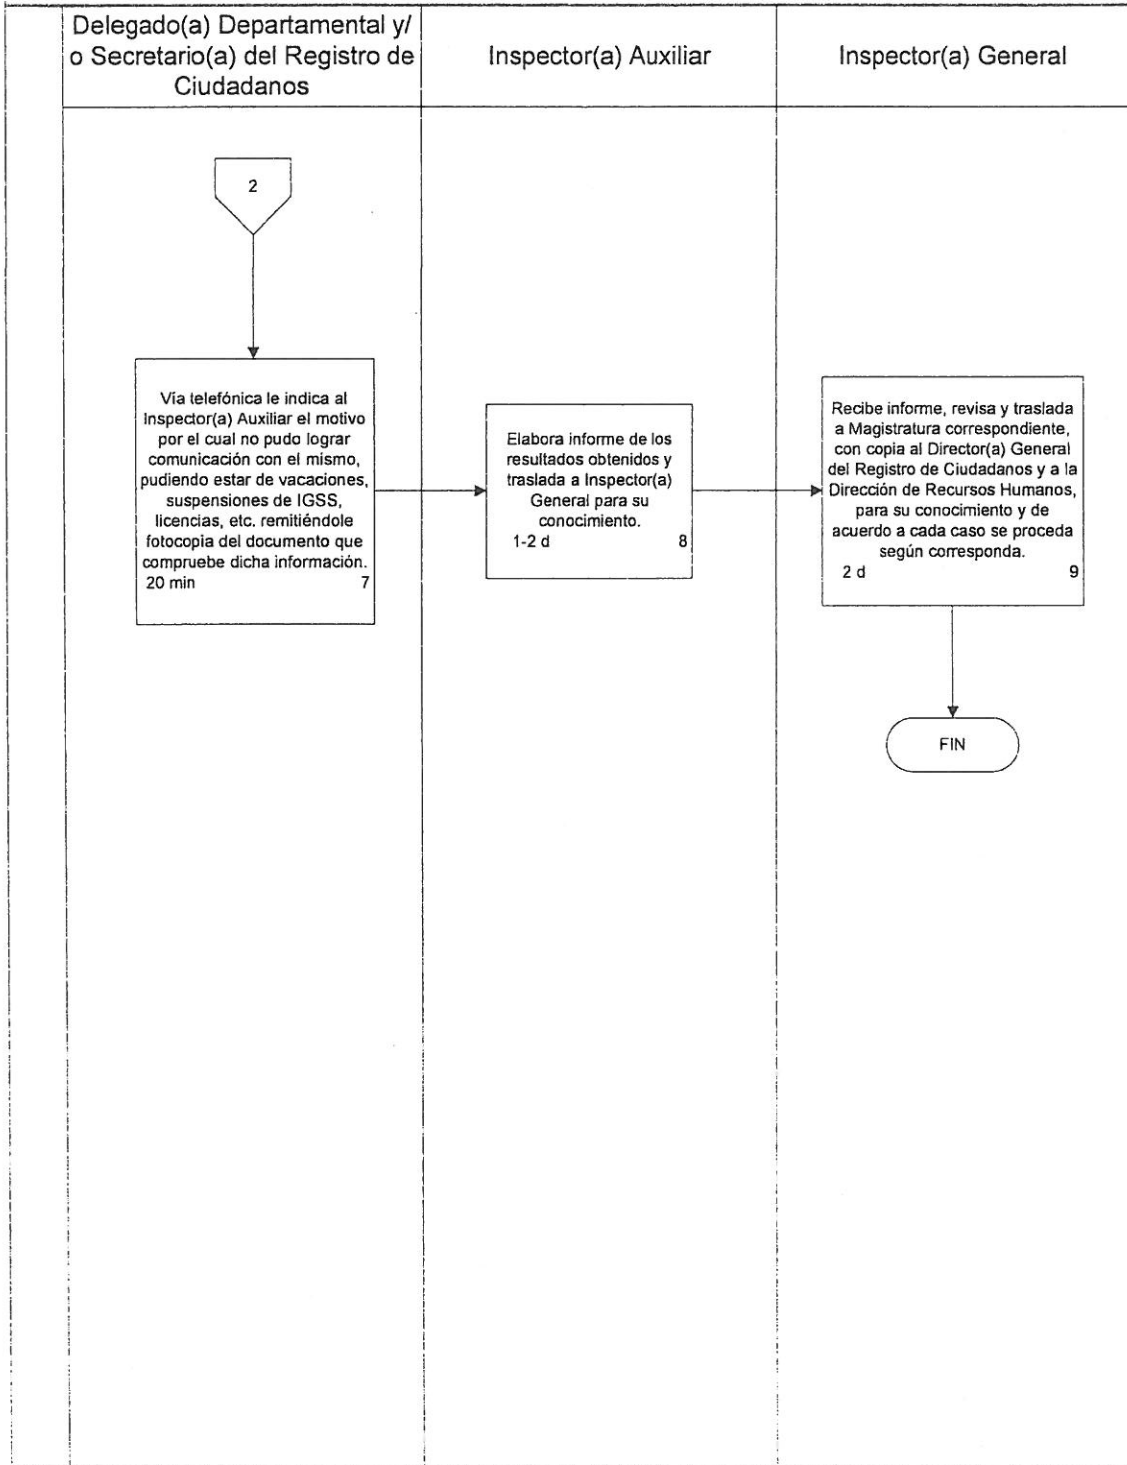 Delegado(a) Departamental y/
o Secretario(a) del Registro de
Ciudadanos
Inspector(a) Auxiliar
Inspector(a) General
2
Vía telefónica le indica al
Inspector(a) Auxiliar el motivo
por el cual no pudo lograr
comunicación con el mismo,
pudiendo estar de vacaciones,
suspensiones de IGSS,
licencias, etc. remitiéndole
fotocopia del documento que
compruebe dicha información.
20 min 7
Elabora informe de los
resultados obtenidos y
traslada a Inspector(a)
General para su
conocimiento.
1-2 d 8
Recibe informe, revisa y traslada
a Magistratura correspondiente,
con copia al Director(a) General
del Registro de Ciudadanos y a la
Dirección de Recursos Humanos,
para su conocimiento y de
acuerdo a cada caso se proceda
según corresponda.
2 d 9
FIN